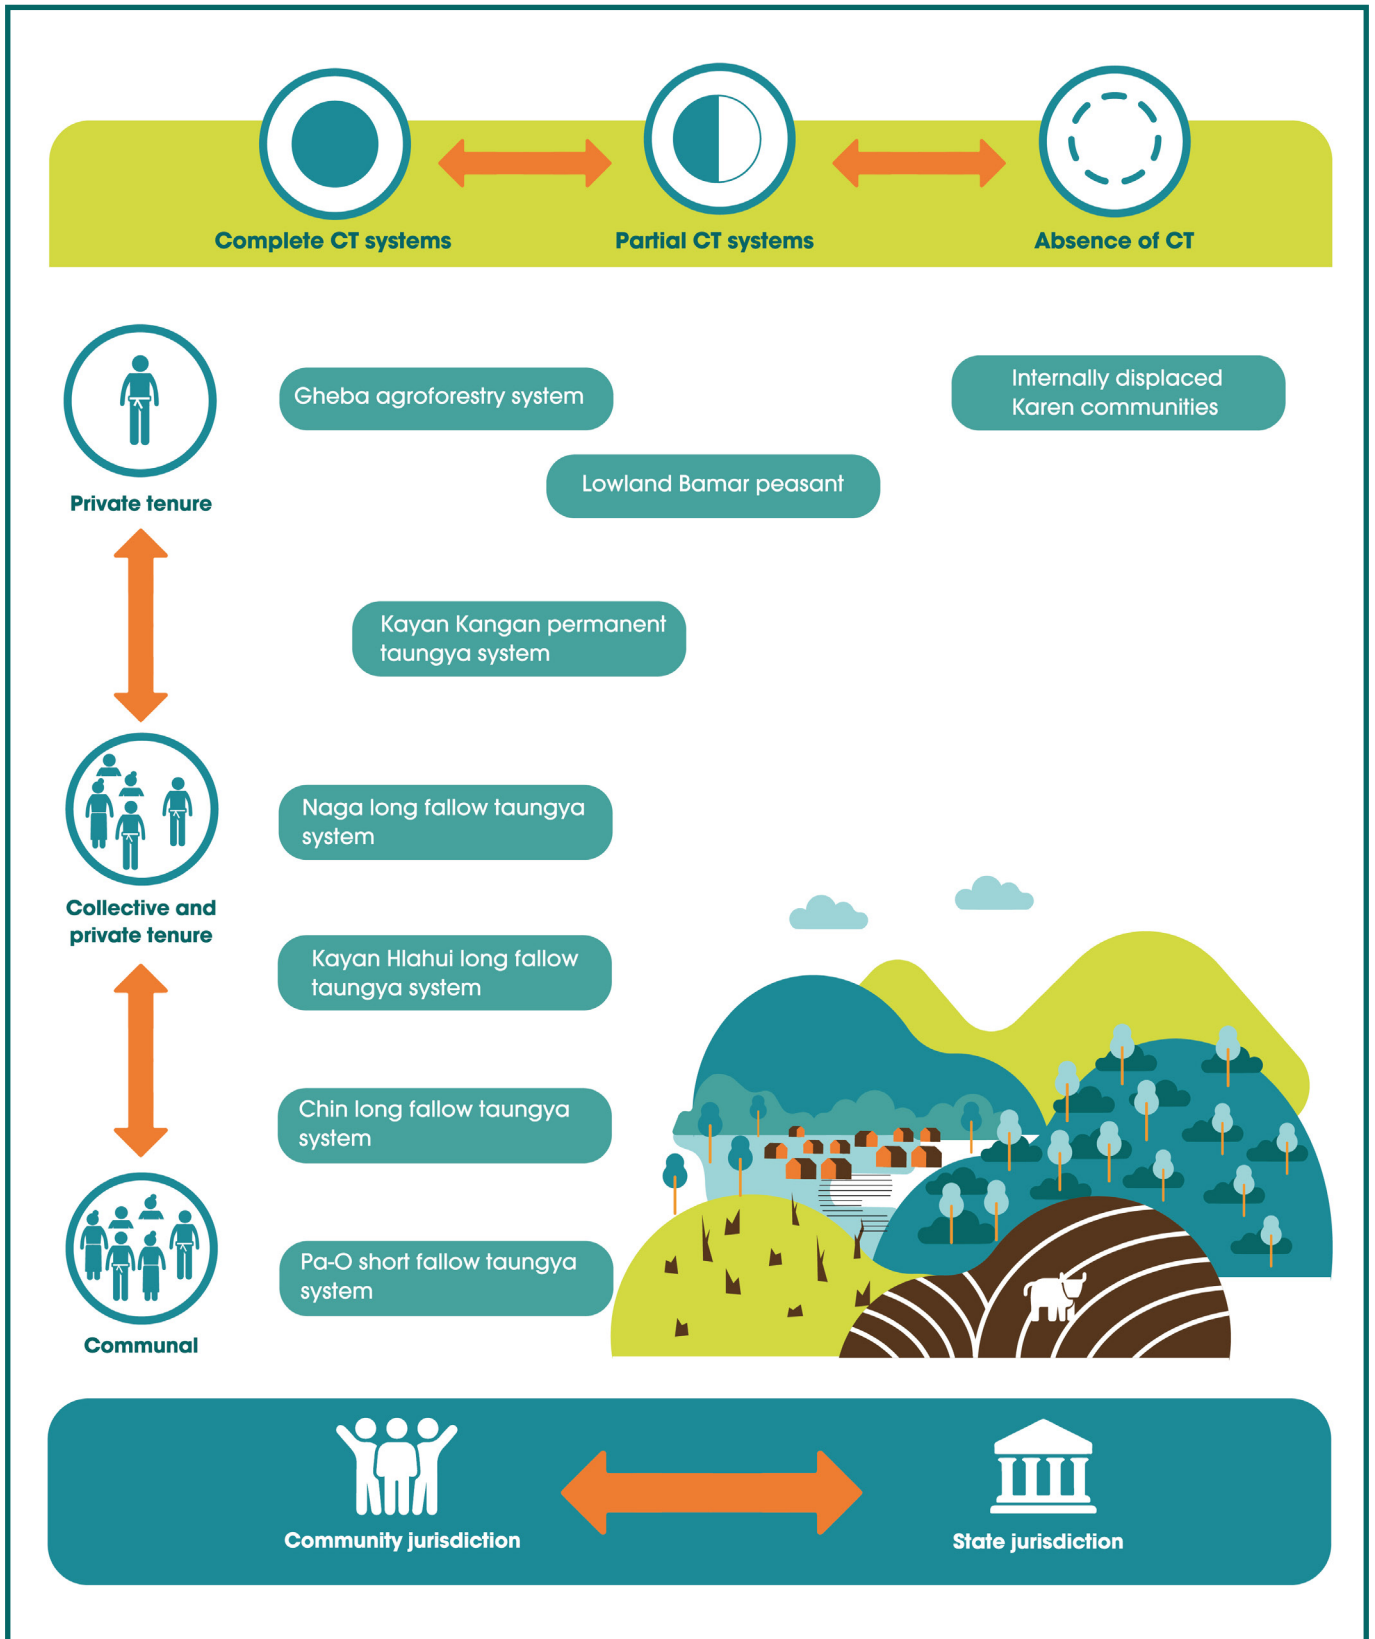 Complete CT systems
Partial CT systems
Absence of CT
Private tenure
Gheba agroforestry system
Internally displaced
Karen communities
Lowland Bamar peasant
Kayan Kangan permanent
taungya system
Collective and
private tenure
Naga long fallow taungya
system
Kayan Hlahui long fallow
taungya system
Chin long fallow taungya
system
Communal
Pa-O short fallow taungya
system
Community jurisdiction
State jurisdiction